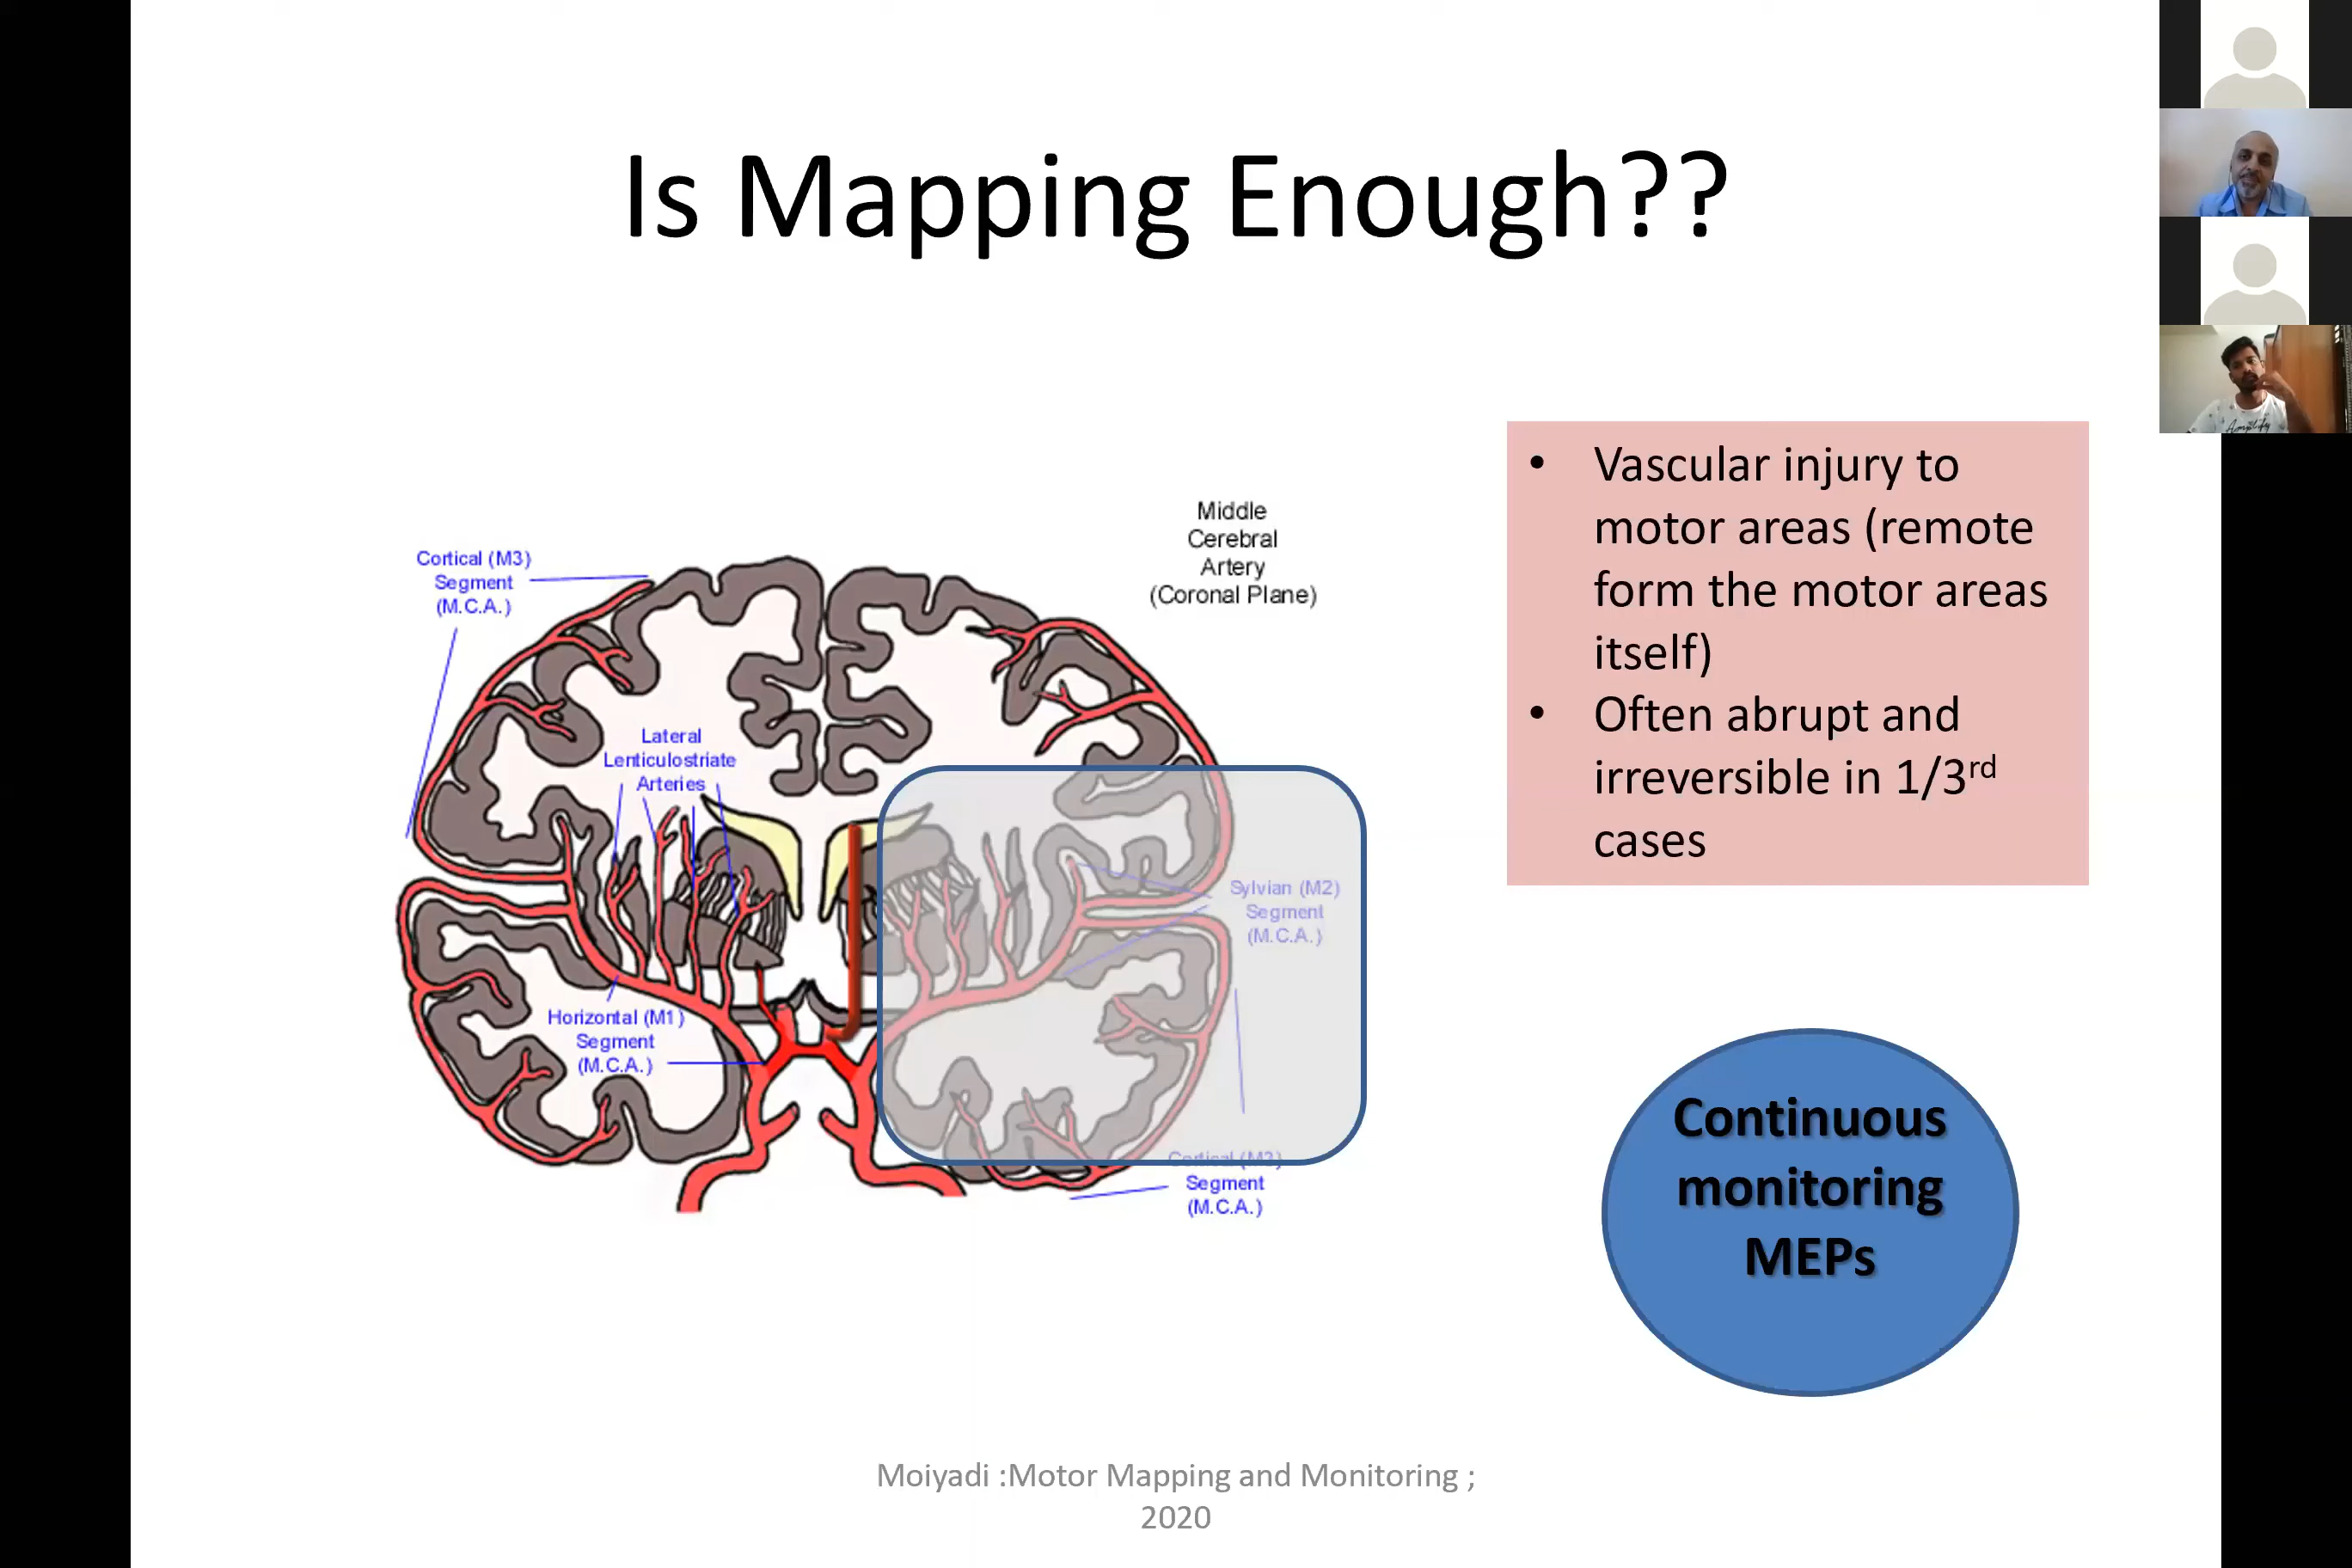 Is Mapping Enough??
Middle
Cerebral
Artery
(Coronal Plane)
Cortical (M3)
Segment
(M.C.A.)
Lateral
Lenticulostriate
Arteries
Horizontal (M1)
Segment
(M.C.A.)
Sylvian (M2)
Segment
(M.C.A.)
Cortical (M3)
Segment
(M.C.A.)
• Vascular injury to
motor areas (remote
form the motor areas
itself)
• Often abrupt and
irreversible in 1/3rd
cases
Continuous
monitoring
MEPs
Moiyadi :Motor Mapping and Monitoring ;
2020
Amplify